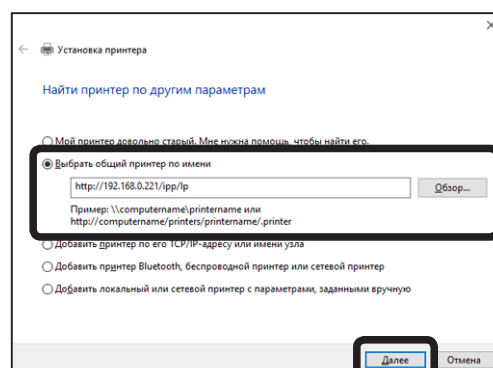 Установка принтера
Найти принтер по другим параметрам
Мой принтер довольно старый. Мне нужна помощь, чтобы найти его.
Выбрать общий принтер по имени
http://192.168.0.221/ipp/lp
Обзор...
Пример: \\computername\printername или
http://computername/printers/printername/.printer
Добавить принтер по его TCP/IP-адресу или имени узла
Добавить принтер Bluetooth, беспроводной принтер или сетевой принтер
Добавить локальный или сетевой принтер с параметрами, заданными вручную
Далее
Отмена